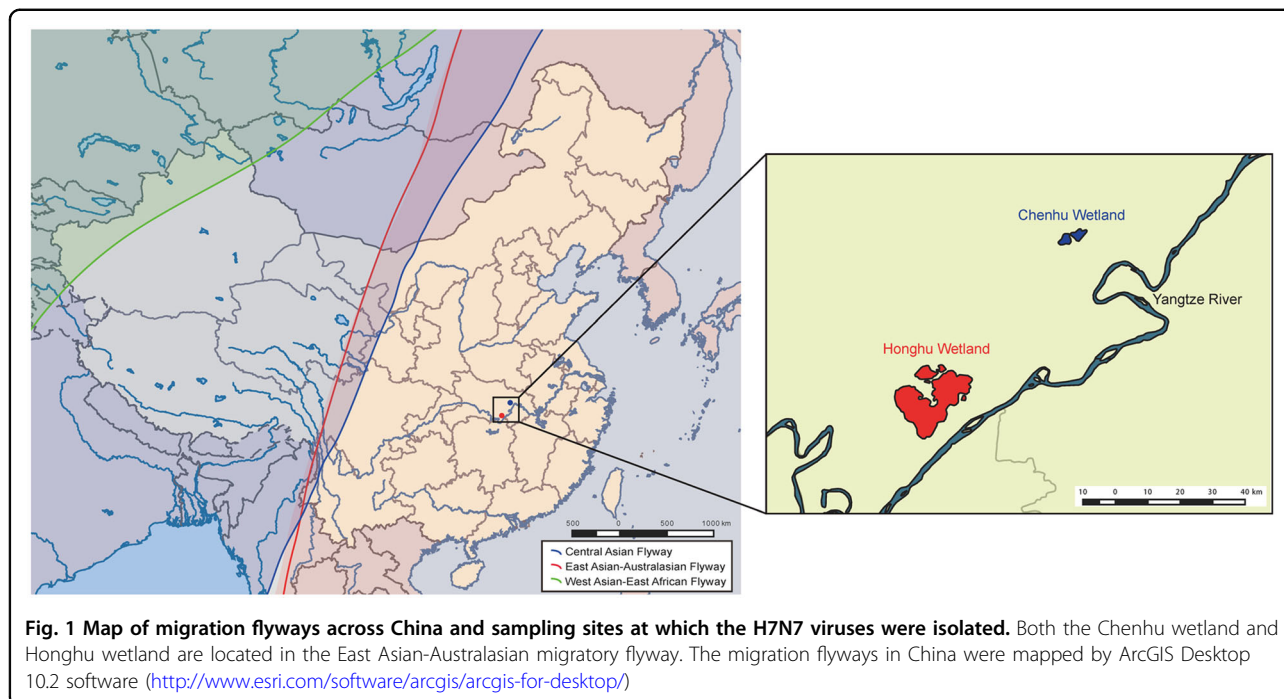 Chenhu Wetland
Yangtze River
Honghu Wetland
10 0 10 20 30 40 km
500 0 500 1000 km
Central Asian Flyway
East Asian-Australasian Flyway
West Asian-East African Flyway
Fig. 1 Map of migration flyways across China and sampling sites at which the H7N7 viruses were isolated. Both the Chenhu wetland and
Honghu wetland are located in the East Asian-Australasian migratory flyway. The migration flyways in China were mapped by ArcGIS Desktop
10.2 software (http://www.esri.com/software/arcgis/arcgis-for-desktop/)